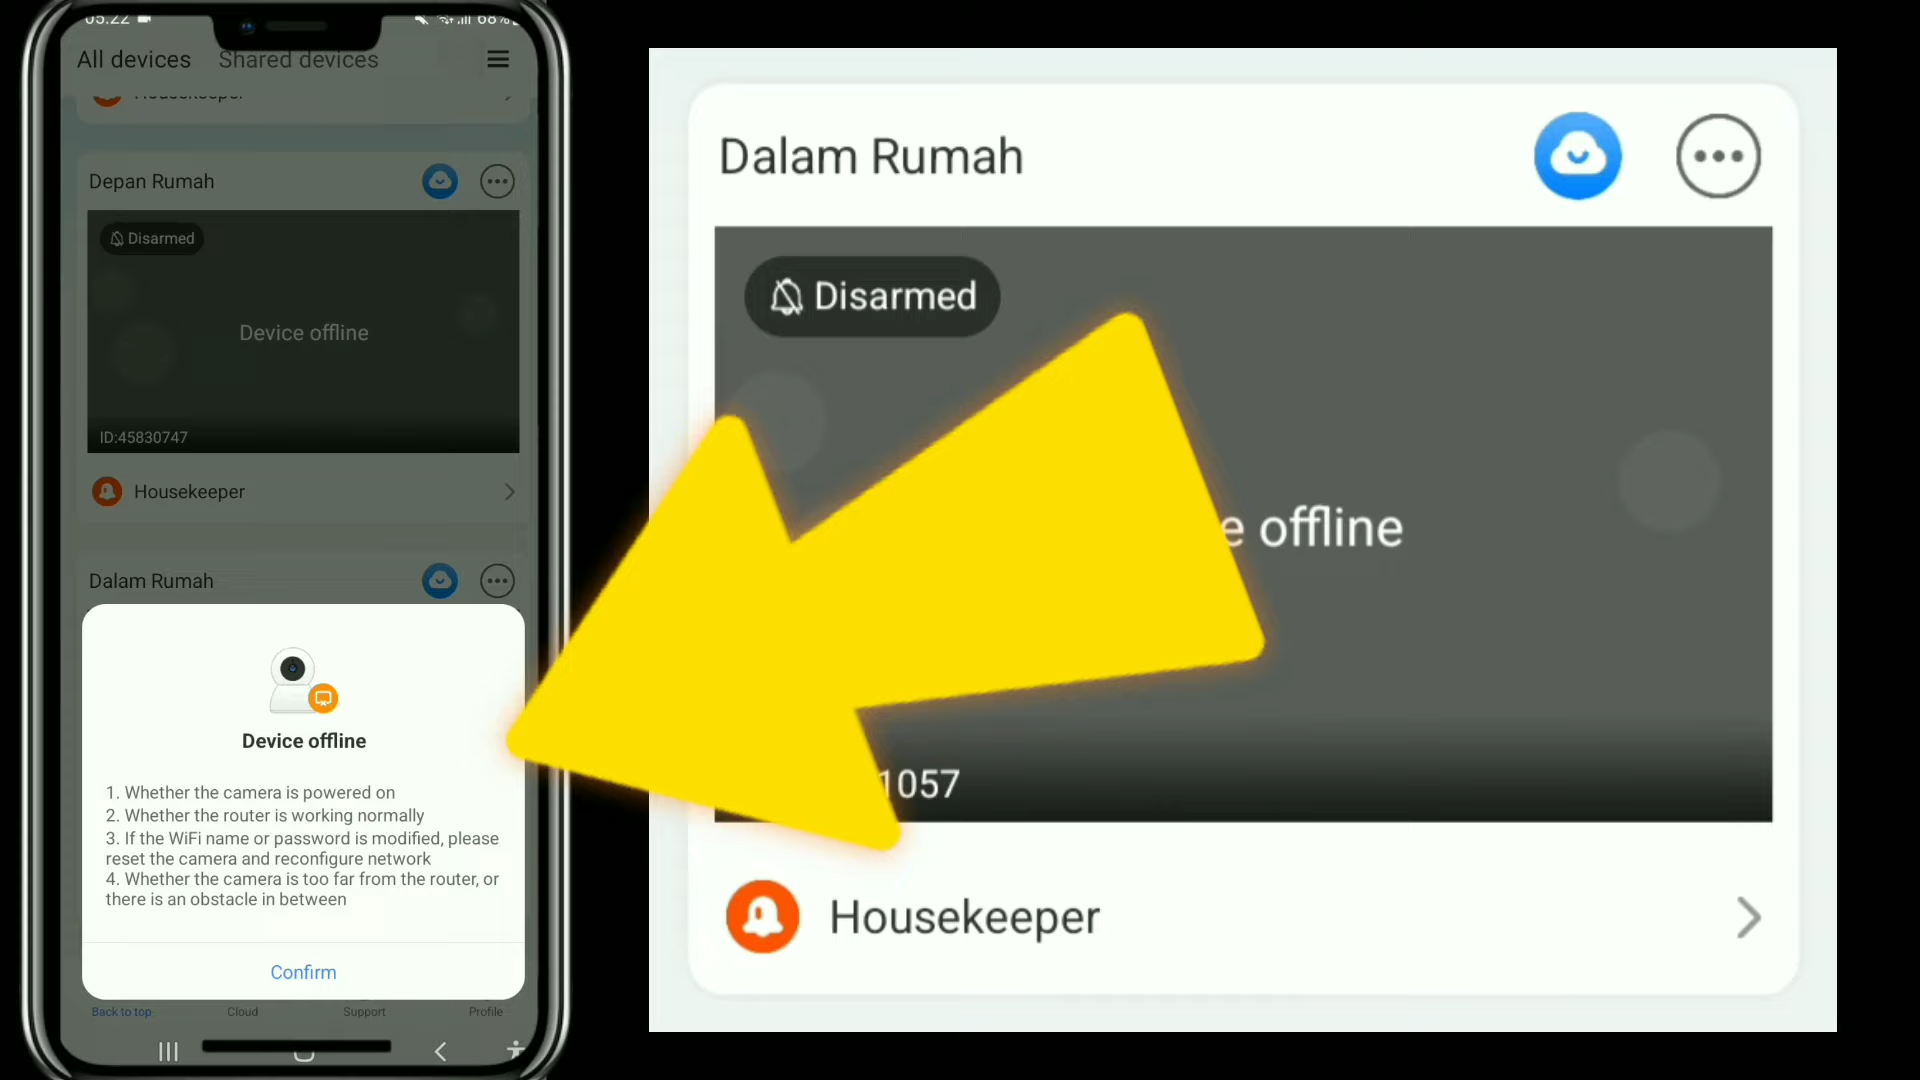 05:22
68%
All devices
Shared devices
Housekeeper
Depan Rumah
Disarmed
Device offline
ID:45830747
Housekeeper
Dalam Rumah
Device offline
1. Whether the camera is powered on
2. Whether the router is working normally
3. If the WiFi name or password is modified, please
reset the camera and reconfigure network
4. Whether the camera is too far from the router, or
there is an obstacle in between
Confirm
Back to top
Cloud
Support
Profile
Dalam Rumah
Disarmed
e offline
1057
Housekeeper